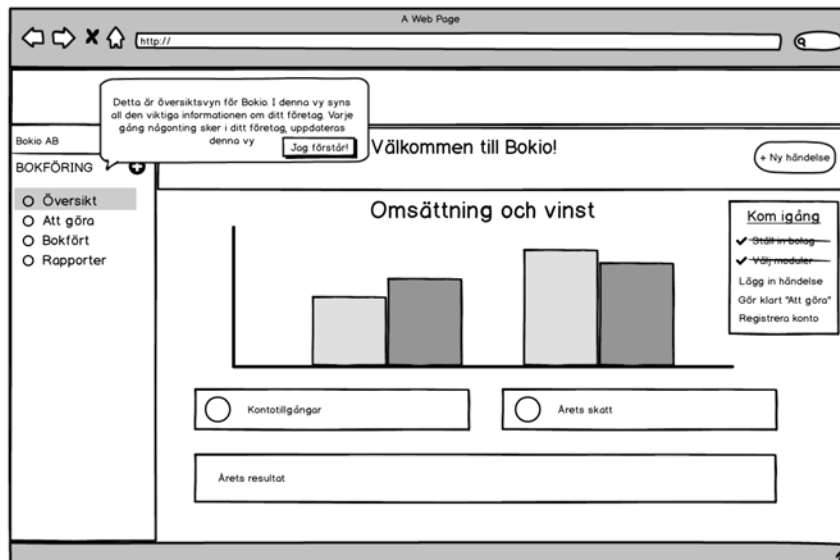 A Web Page
http://
Detta är översiktsvyn för Bokio. I denna vy syns
all den viktiga informationen om ditt företag. Varje
gång någonting sker i ditt företag, uppdateras
denna vy
Jag förstår!
Bokio AB
BOKFÖRING
Översikt
Att göra
Bokfört
Rapporter
Välkommen till Bokio!
+ Ny händelse
Omsättning och vinst
Kom igång
Ställ in bolag
Välj moduler
Lägg in händelse
Gör klart "Att göra"
Registrera konto
Kontotillgångar
Årets skatt
Årets resultat